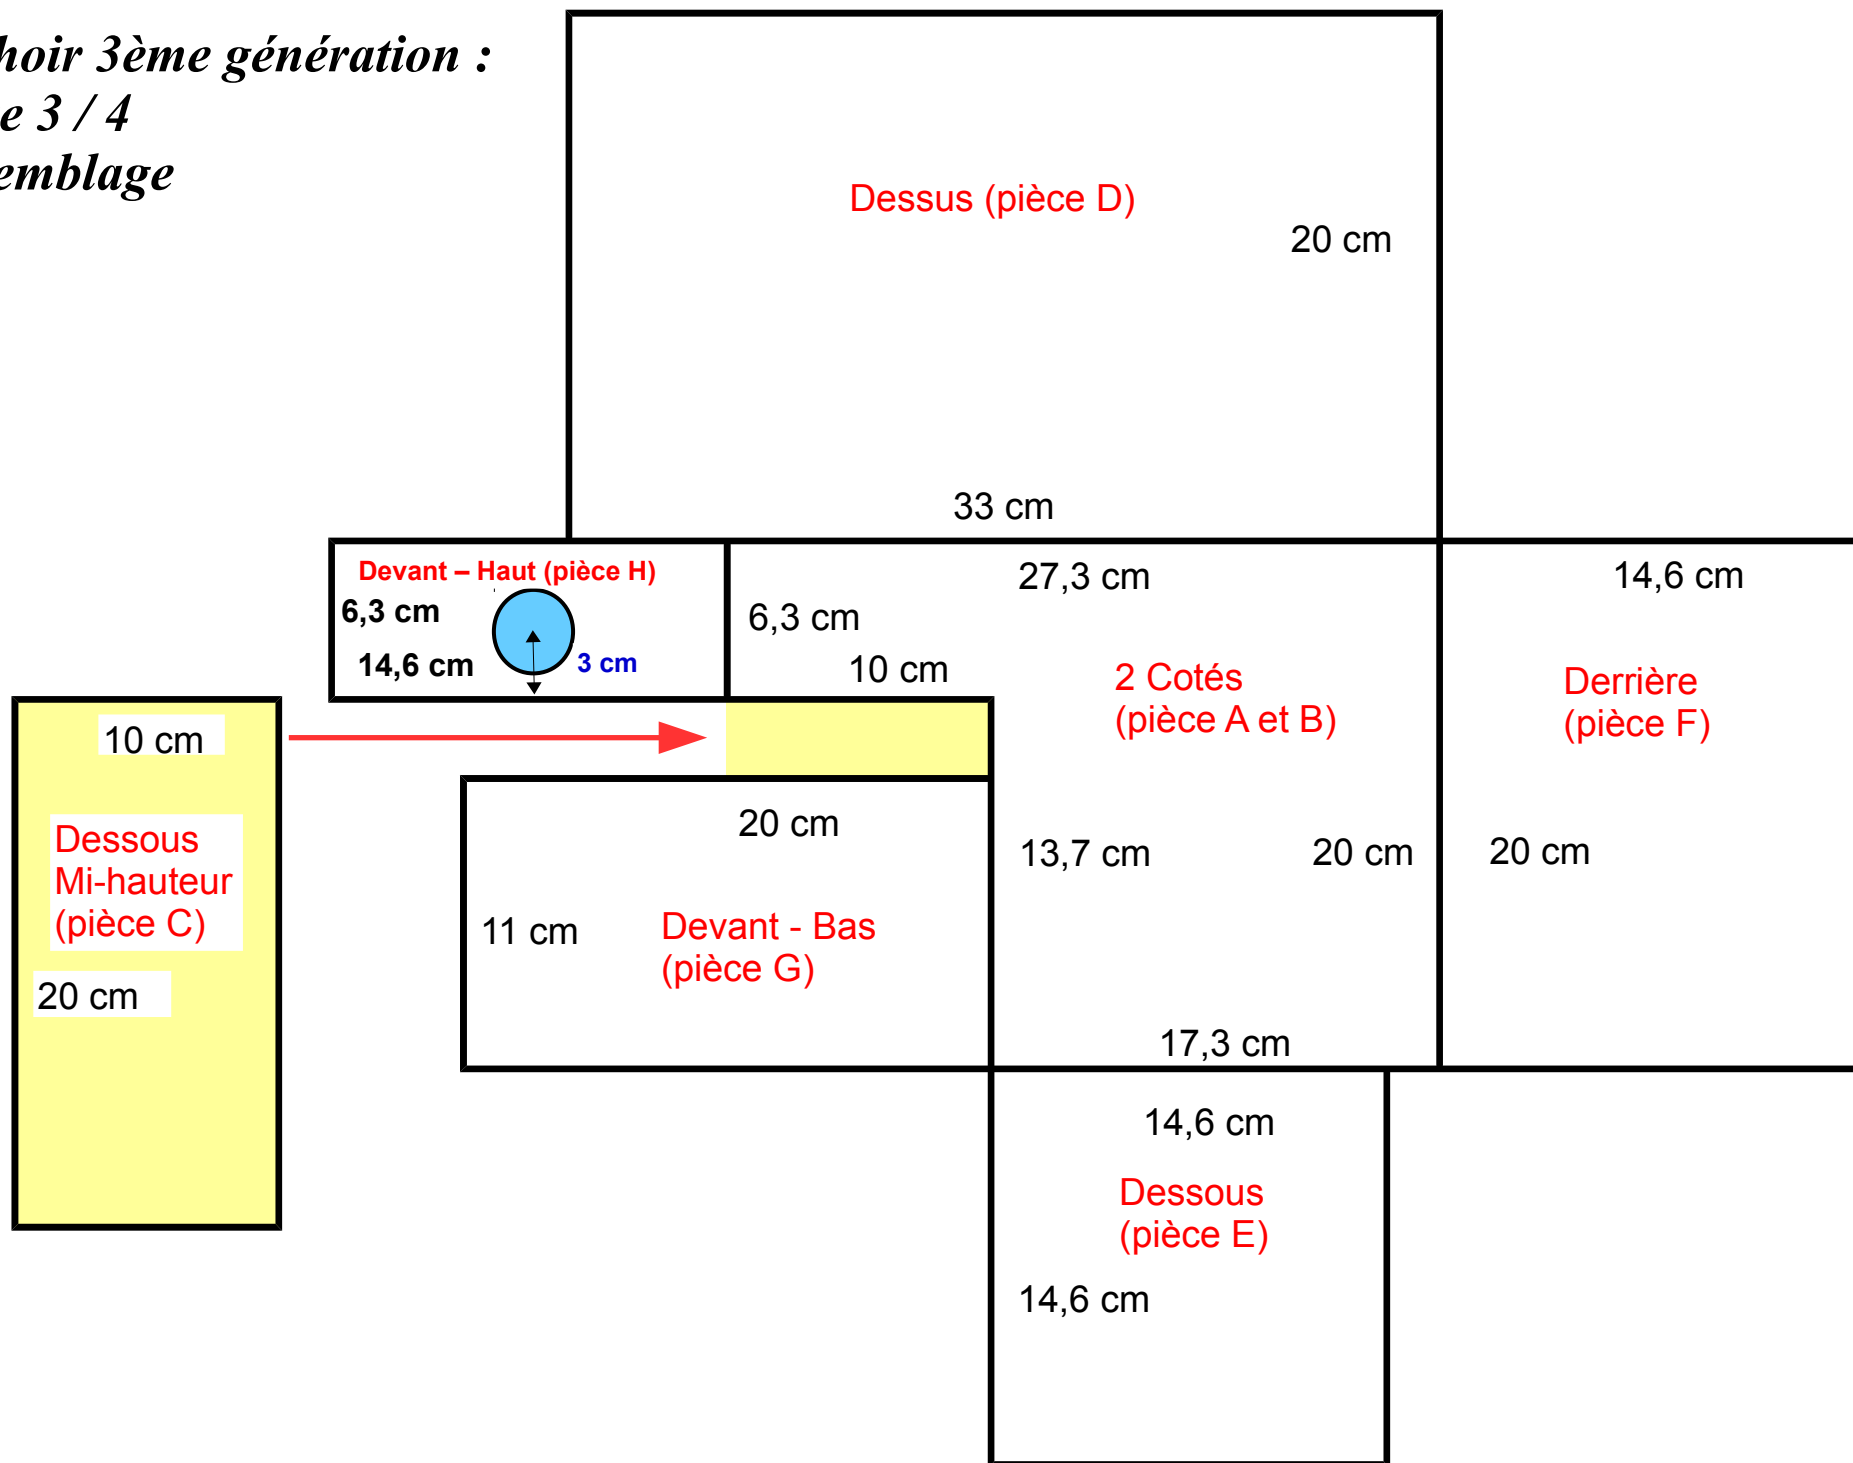 3ème génération :
3 / 4
Dessus (pièce D)
20 cm
33 cm
Devant – Haut (pièce H)
6,3 cm
14,6 cm
3 cm
27,3 cm
6,3 cm
10 cm
2 Cotés
(pièce A et B)
13,7 cm
20 cm
17,3 cm
14,6 cm
Derrière
(pièce F)
20 cm
10 cm
Dessous
Mi-hauteur
(pièce C)
20 cm
20 cm
11 cm
Devant - Bas
(pièce G)
14,6 cm
Dessous
(pièce E)
14,6 cm